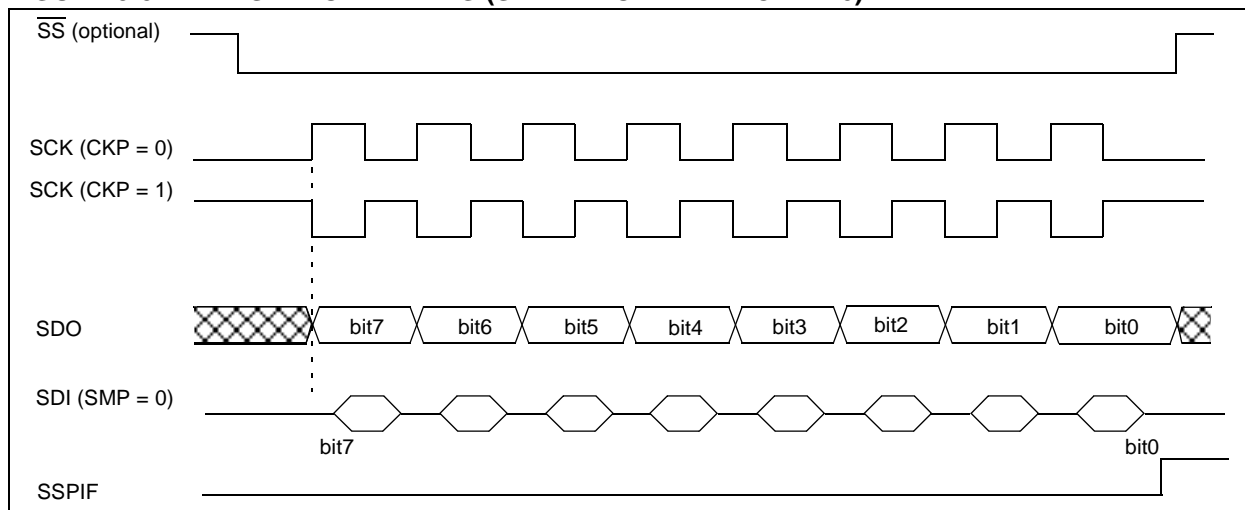 SS (optional)
SCK (CKP = 0)
SCK (CKP = 1)
SDO
bit7 bit6 bit5 bit4 bit3 bit2 bit1 bit0
SDI (SMP = 0)
bit7 bit0
SSPIF